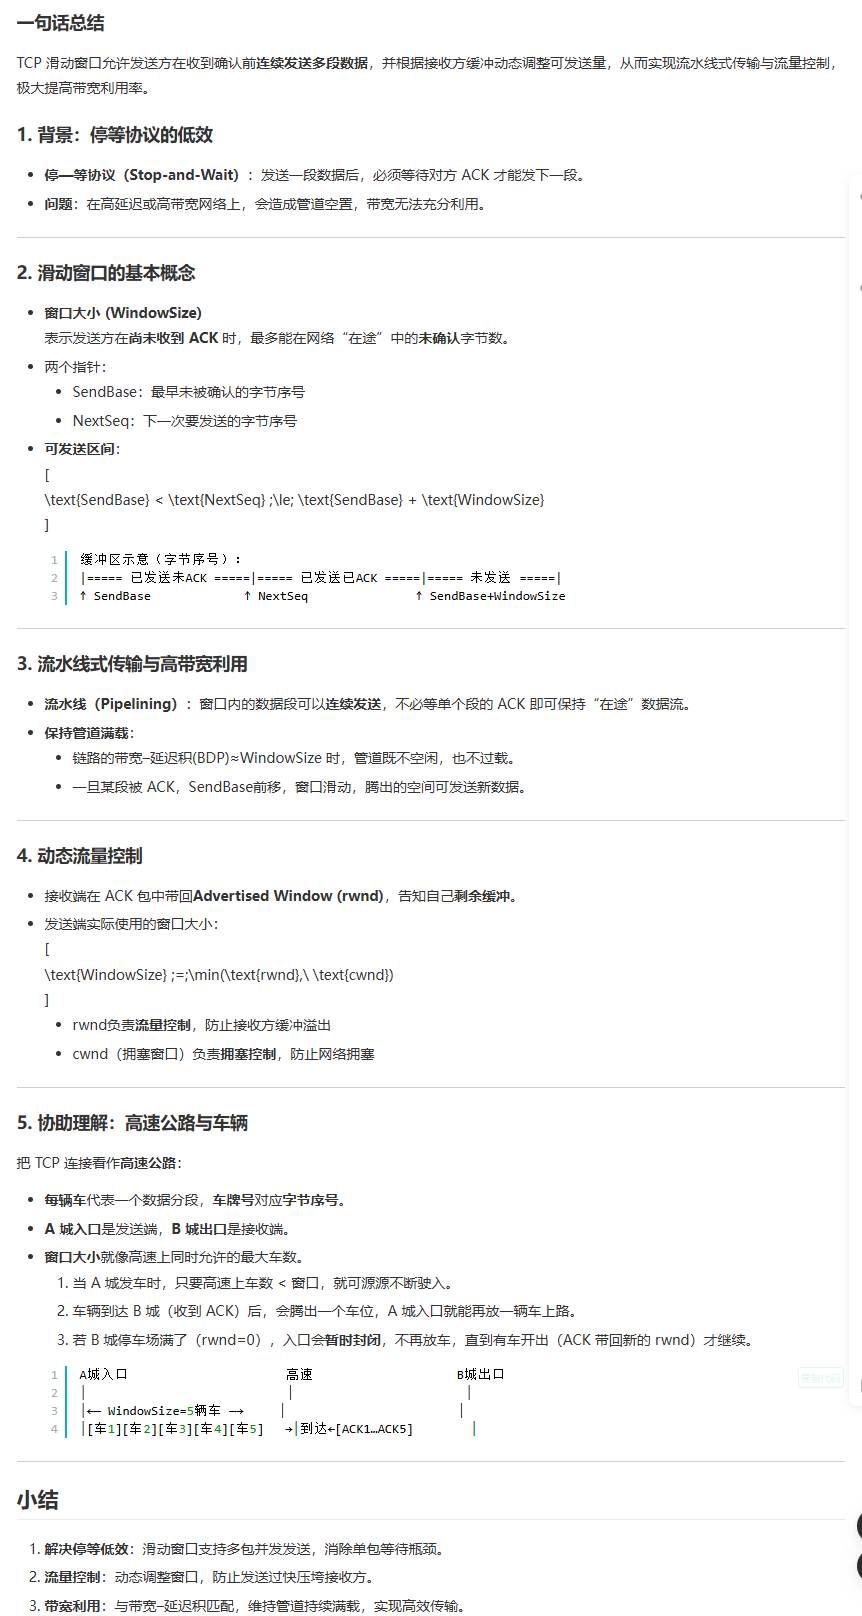 一句话总结
TCP 滑动窗口允许发送方在收到确认前连续发送多段数据，并根据接收方缓冲动态调整可发送量，从而实现流水线式传输与流量控制，
极大提高带宽利用率。
1. 背景：停等协议的低效
• 停—等协议（Stop-and-Wait）：发送一段数据后，必须等待对方 ACK 才能发下一段。
• 问题：在高延迟或高带宽网络上，会造成管道空置，带宽无法充分利用。
2. 滑动窗口的基本概念
• 窗口大小 (WindowSize)
表示发送方在尚未收到 ACK 时，最多能在网络“在途”中的未确认字节数。
• 两个指针：
• SendBase：最早未被确认的字节序号
• NextSeq：下一次要发送的字节序号
• 可发送区间：
[
\text{SendBase} < \text{NextSeq} ;\le; \text{SendBase} + \text{WindowSize}
]
1 缓冲区示意（字节序号）：
2 |===== 已发送未ACK =====|===== 已发送已ACK =====|===== 未发送 =====|
3 ↑ SendBase ↑ NextSeq ↑ SendBase+WindowSize
3. 流水线式传输与高带宽利用
• 流水线（Pipelining）：窗口内的数据段可以连续发送，不必等单个段的 ACK 即可保持“在途”数据流。
• 保持管道满载：
• 链路的带宽–延迟积(BDP)≈WindowSize 时，管道既不空闲，也不过载。
• 一旦某段被 ACK，SendBase前移，窗口滑动，腾出的空间可发送新数据。
4. 动态流量控制
• 接收端在 ACK 包中带回Advertised Window (rwnd)，告知自己剩余缓冲。
• 发送端实际使用的窗口大小：
[
\text{WindowSize} ;=;\min(\text{rwnd},\ \text{cwnd})
]
• rwnd负责流量控制，防止接收方缓冲溢出
• cwnd（拥塞窗口）负责拥塞控制，防止网络拥塞
5. 协助理解：高速公路与车辆
把 TCP 连接看作高速公路：
• 每辆车代表一个数据分段，车牌号对应字节序号。
• A 城入口是发送端，B 城出口是接收端。
• 窗口大小就像高速上同时允许的最大车数。
1. 当 A 城发车时，只要高速上车数 < 窗口，就可源源不断驶入。
2. 车辆到达 B 城（收到 ACK）后，会腾出一个车位，A 城入口就能再放一辆车上路。
3. 若 B 城停车场满了（rwnd=0），入口会暂时封闭，不再放车，直到有车开出（ACK 带回新的 rwnd）才继续。
复制代码
1 A城入口 高速 B城出口
2 | | |
3 |←— WindowSize=5辆车 —→ | |
4 |[车1][车2][车3][车4][车5] →|到达←[ACK1…ACK5] |
小结
1. 解决停等低效：滑动窗口支持多包并发发送，消除单包等待瓶颈。
2. 流量控制：动态调整窗口，防止发送过快压垮接收方。
3. 带宽利用：与带宽–延迟积匹配，维持管道持续满载，实现高效传输。